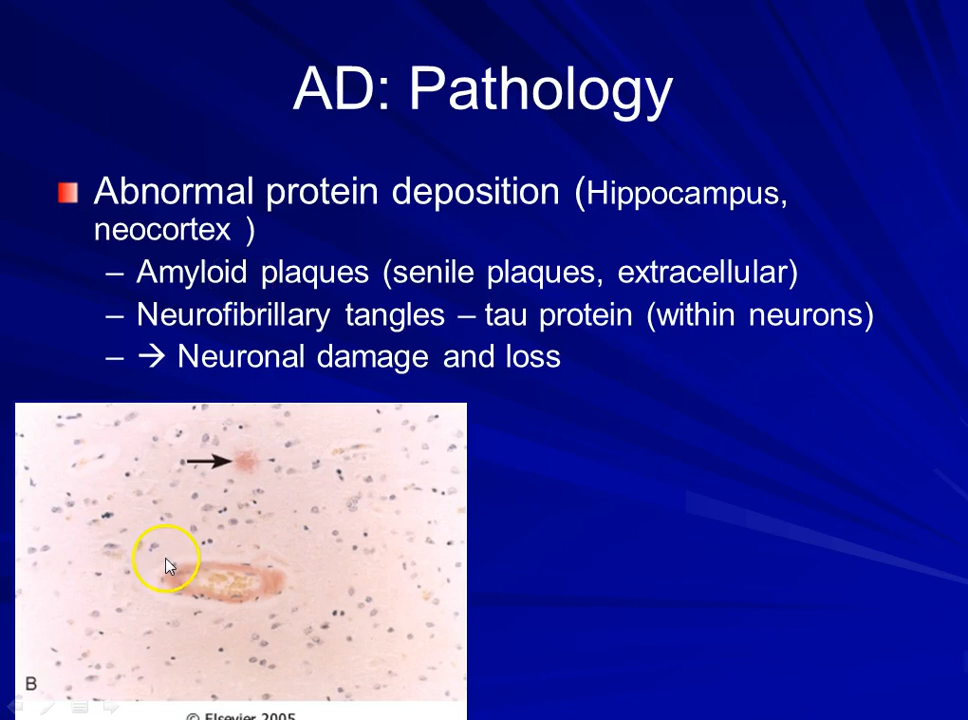 AD: Pathology
Abnormal protein deposition (Hippocampus,
neocortex )
– Amyloid plaques (senile plaques, extracellular)
– Neurofibrillary tangles – tau protein (within neurons)
– → Neuronal damage and loss
B
© Elsevier 2005